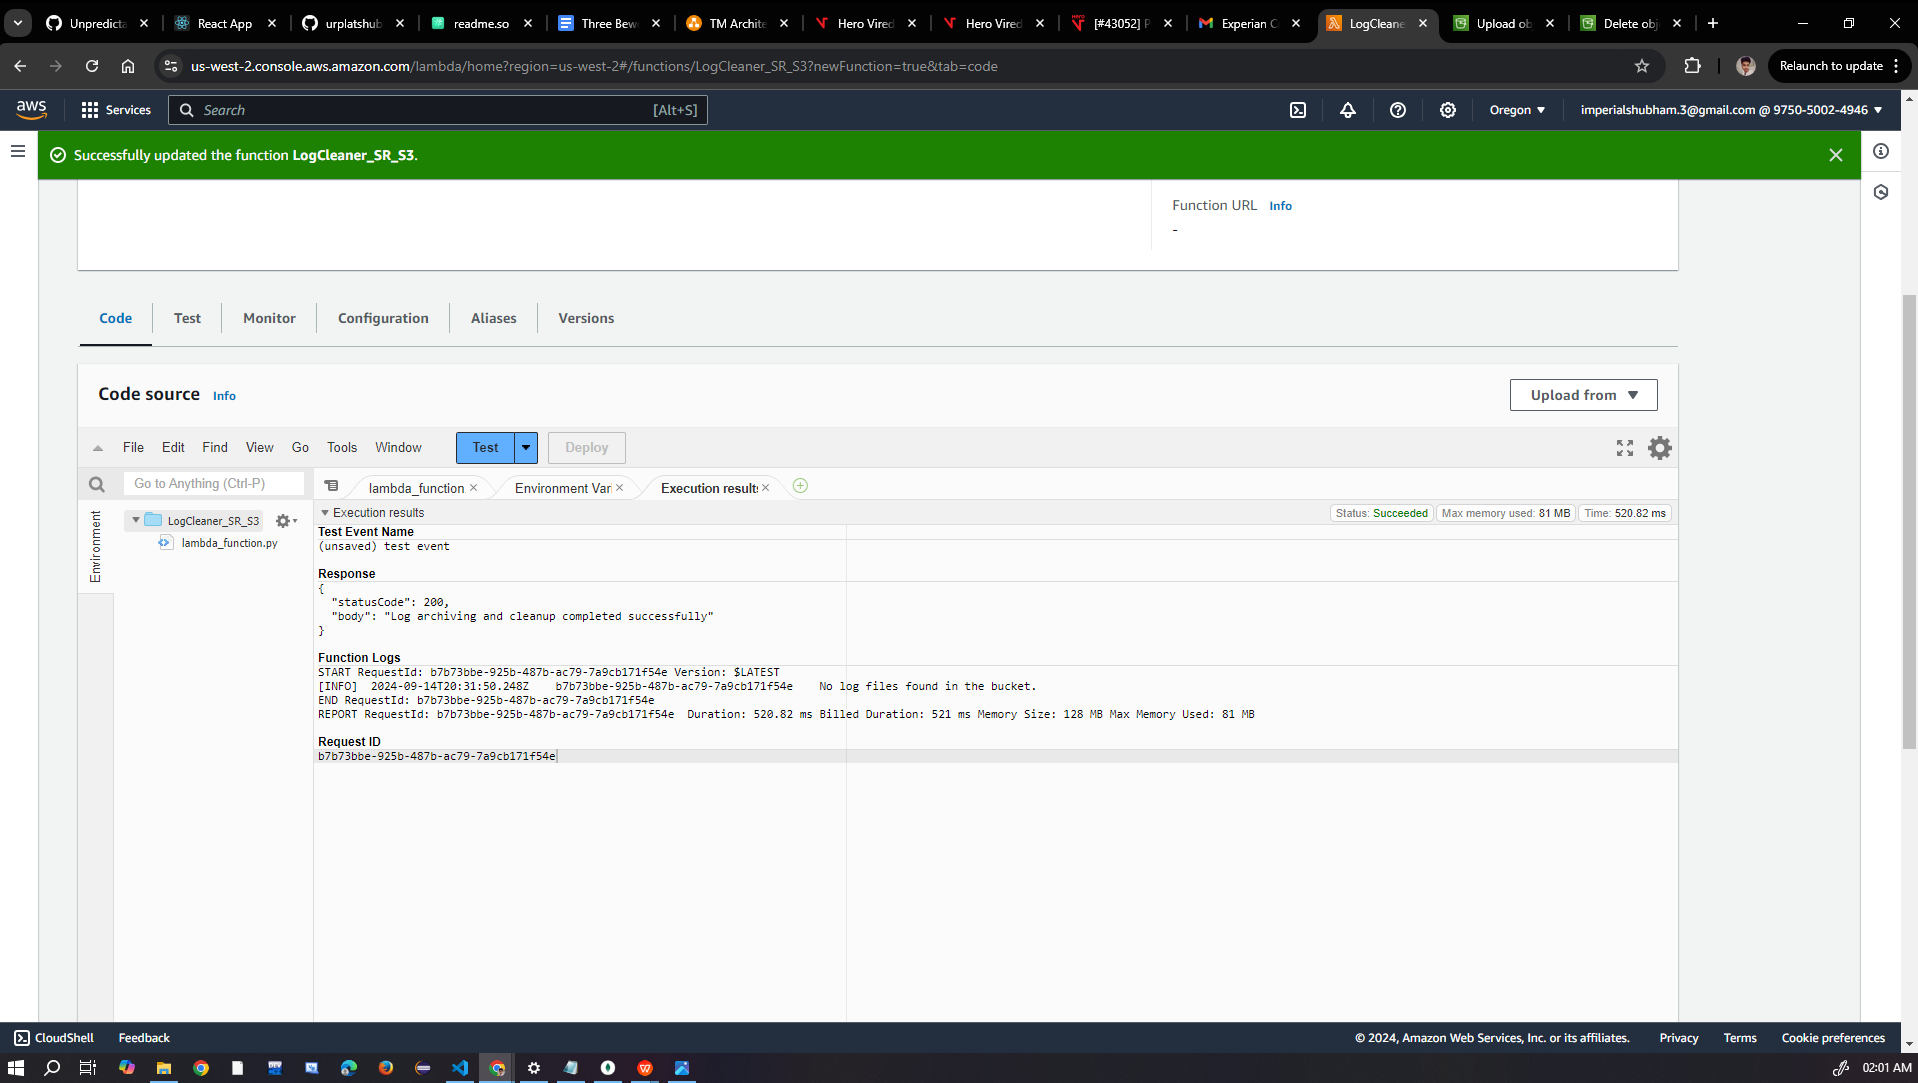 Unpredicta
React App
urplatshub
readme.so
Three Bew
TM Archite
Hero Vired
Hero Vired
[#43052] P
Experian C
LogCleane
Upload ob
Delete obj
us-west-2.console.aws.amazon.com/lambda/home?region=us-west-2#/functions/LogCleaner_SR_S3?newFunction=true&tab=code
Relaunch to update
aws
Services
Search
[Alt+S]
Oregon
imperialshubham.3@gmail.com @ 9750-5002-4946
Successfully updated the function LogCleaner_SR_S3.
Function URL Info
-
Code
Test
Monitor
Configuration
Aliases
Versions
Code source Info
Upload from
File Edit Find View Go Tools Window
Test
Deploy
Go to Anything (Ctrl-P)
lambda_function
Environment Vari
Execution results
Environment
LogCleaner_SR_S3
lambda_function.py
Execution results
Status: Succeeded
Max memory used: 81 MB
Time: 520.82 ms
Test Event Name
(unsaved) test event
Response
{
"statusCode": 200,
"body": "Log archiving and cleanup completed successfully"
}
Function Logs
START RequestId: b7b73bbe-925b-487b-ac79-7a9cb171f54e Version: $LATEST
[INFO] 2024-09-14T20:31:50.248Z b7b73bbe-925b-487b-ac79-7a9cb171f54e No log files found in the bucket.
END RequestId: b7b73bbe-925b-487b-ac79-7a9cb171f54e
REPORT RequestId: b7b73bbe-925b-487b-ac79-7a9cb171f54e Duration: 520.82 ms Billed Duration: 521 ms Memory Size: 128 MB Max Memory Used: 81 MB
Request ID
b7b73bbe-925b-487b-ac79-7a9cb171f54e
CloudShell
Feedback
© 2024, Amazon Web Services, Inc. or its affiliates.
Privacy
Terms
Cookie preferences
02:01 AM